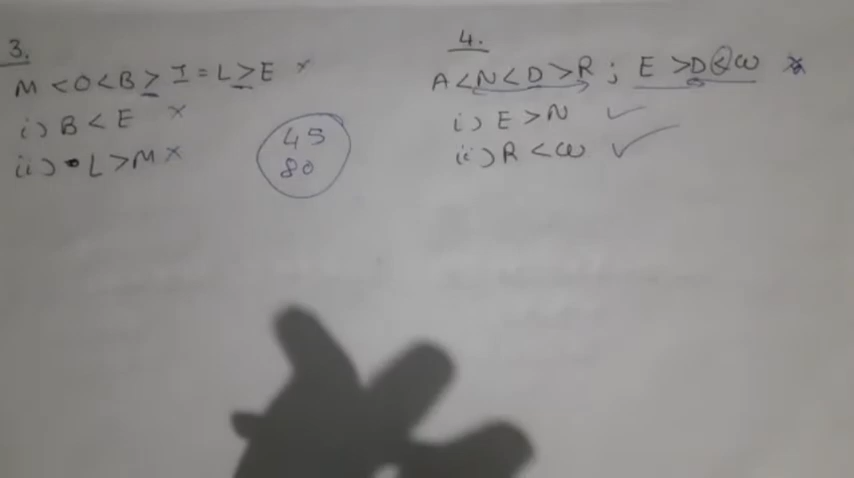 3.
M < O < B ≥ I = L ≥ E ×
i) B < E ×
ii) L > M ×
45
80
4.
A < N < D > R ; E > D < W
i) E > N ✓
ii) R < W ✓